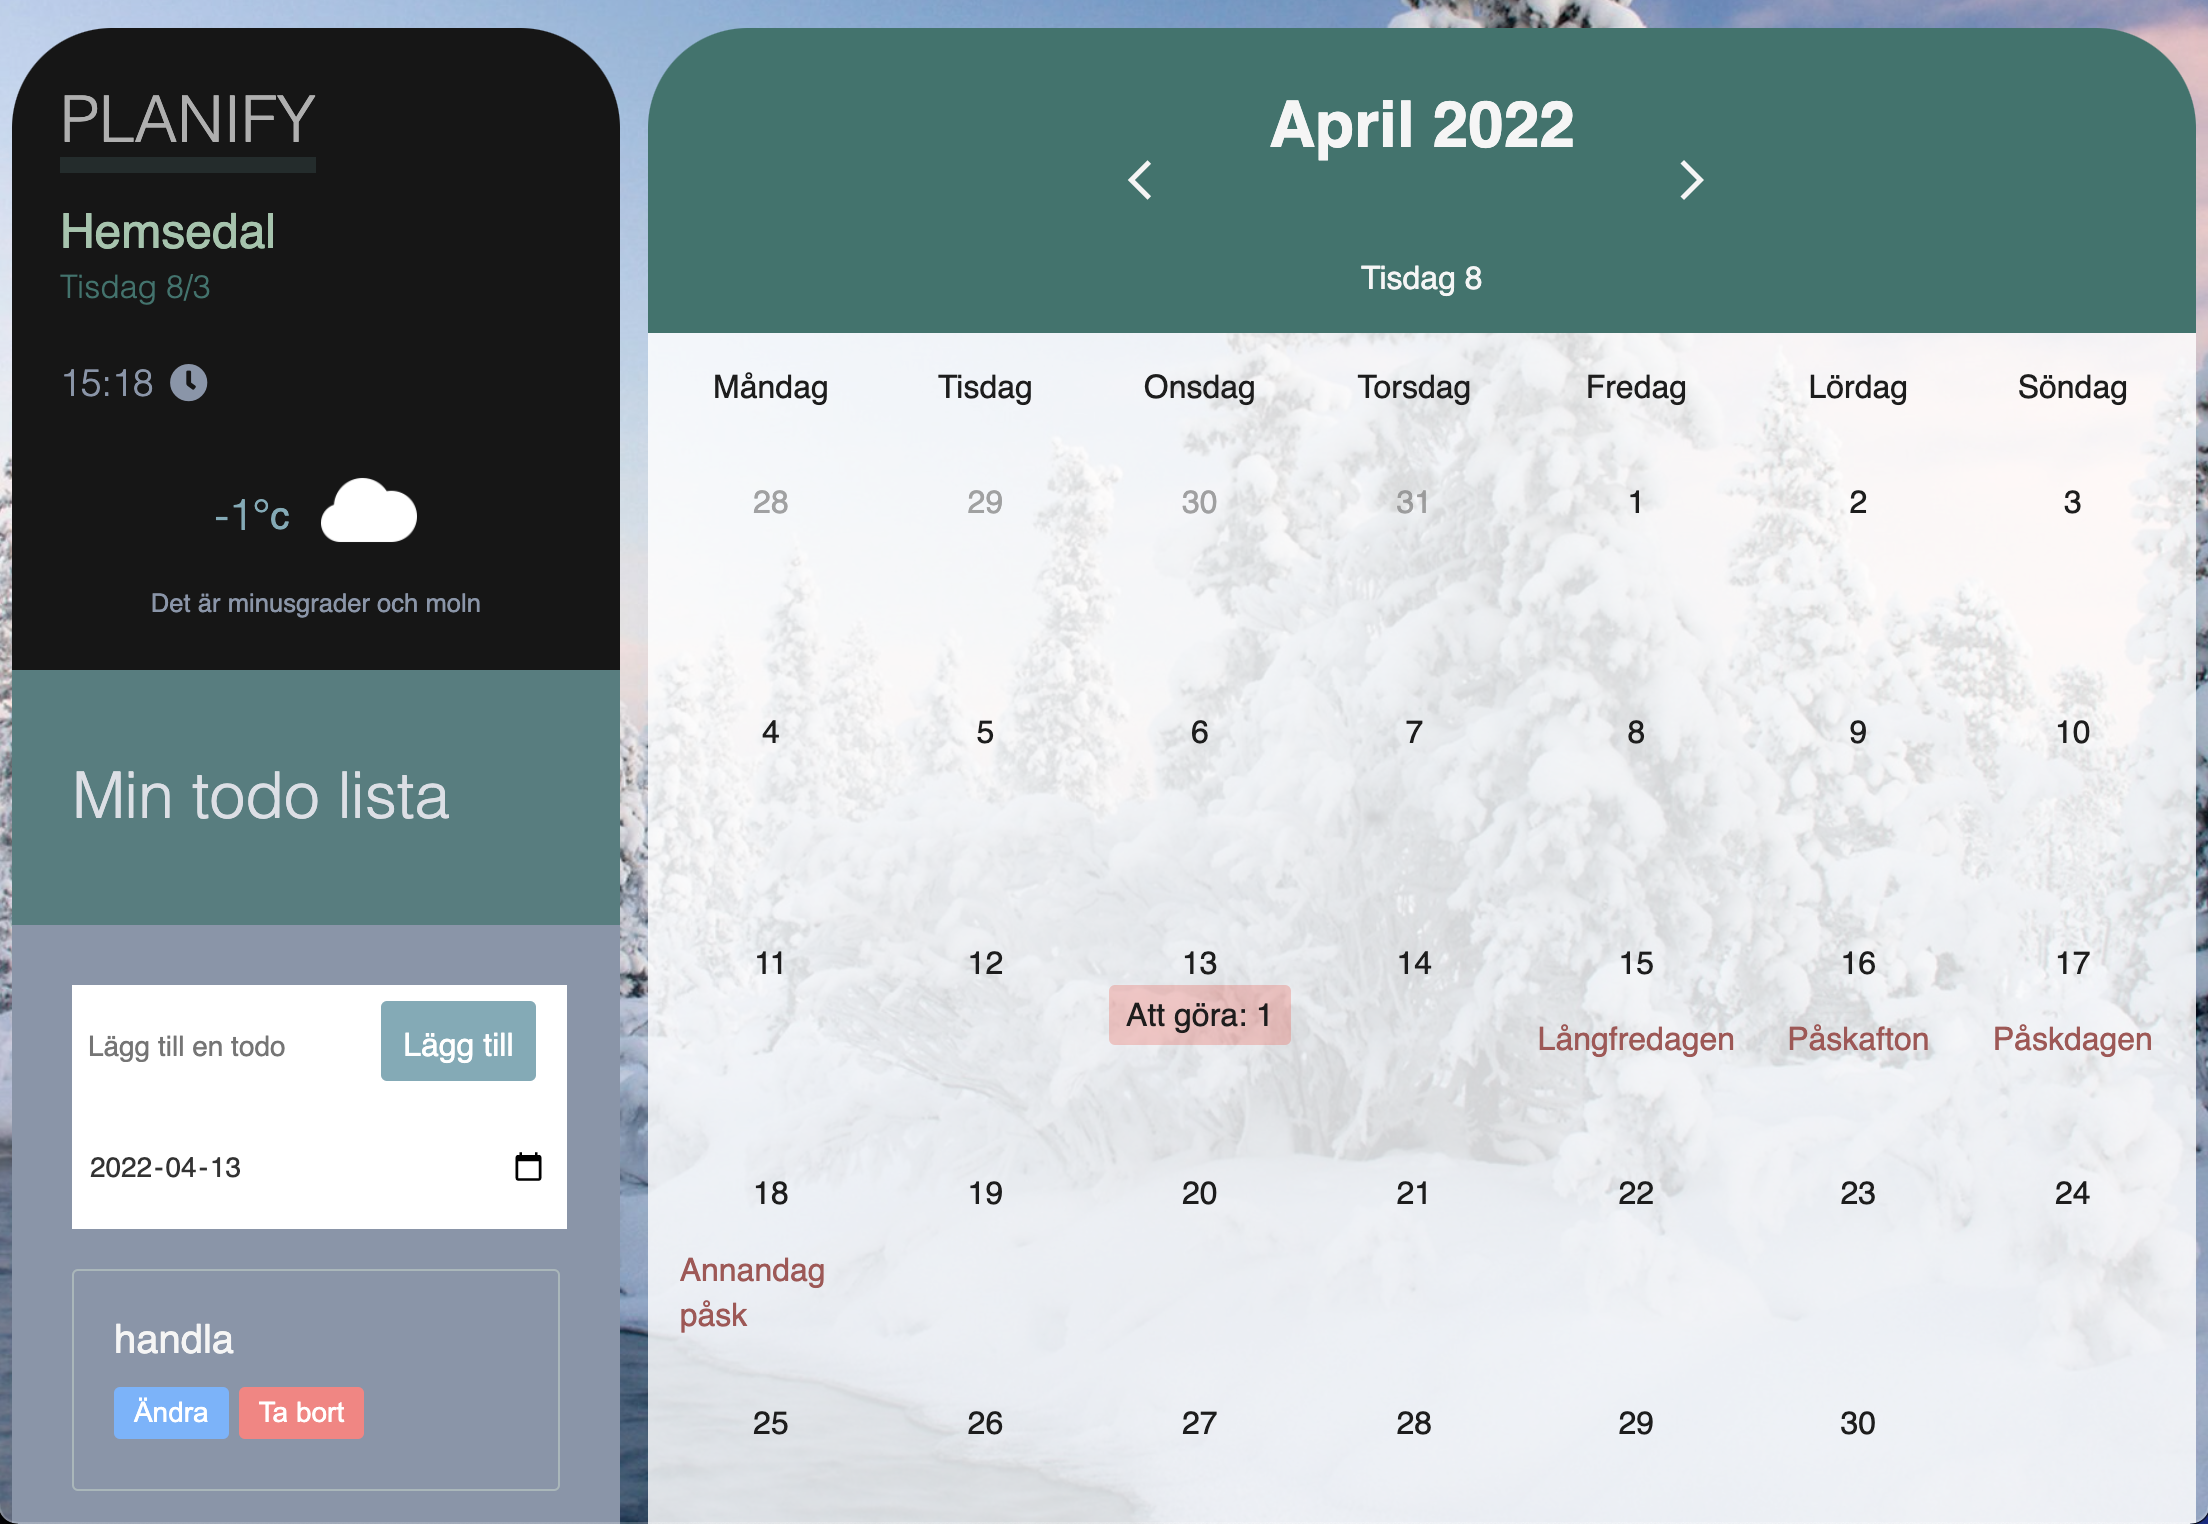 PLANIFY
Hemsedal
Tisdag 8/3
15:18
-1°c
Det är minusgrader och moln
Min todo lista
Lägg till en todo
Lägg till
2022-04-13
handla
Ändra
Ta bort
April 2022
Tisdag 8
Måndag Tisdag Onsdag Torsdag Fredag Lördag Söndag
28 29 30 31 1 2 3
4 5 6 7 8 9 10
11 12 13 14 15 16 17
Att göra: 1
Långfredagen Påskafton Påskdagen
18 19 20 21 22 23 24
Annandag
påsk
25 26 27 28 29 30